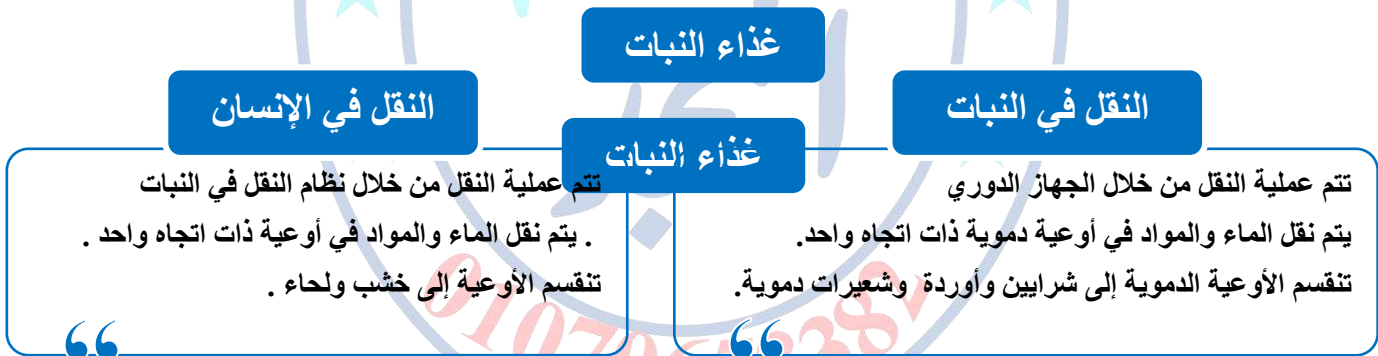 غذاء النبات
النقل في النبات
النقل في الإنسان
غذاء النبات
تتم عملية النقل من خلال الجهاز الدوري
يتم نقل الماء والمواد في أوعية دموية ذات اتجاه واحد.
تنقسم الأوعية الدموية إلى شرايين وأوردة وشعيرات دموية.
تتم عملية النقل من خلال نظام النقل في النبات
. يتم نقل الماء والمواد في أوعية ذات اتجاه واحد .
تنقسم الأوعية إلى خشب ولحاء .